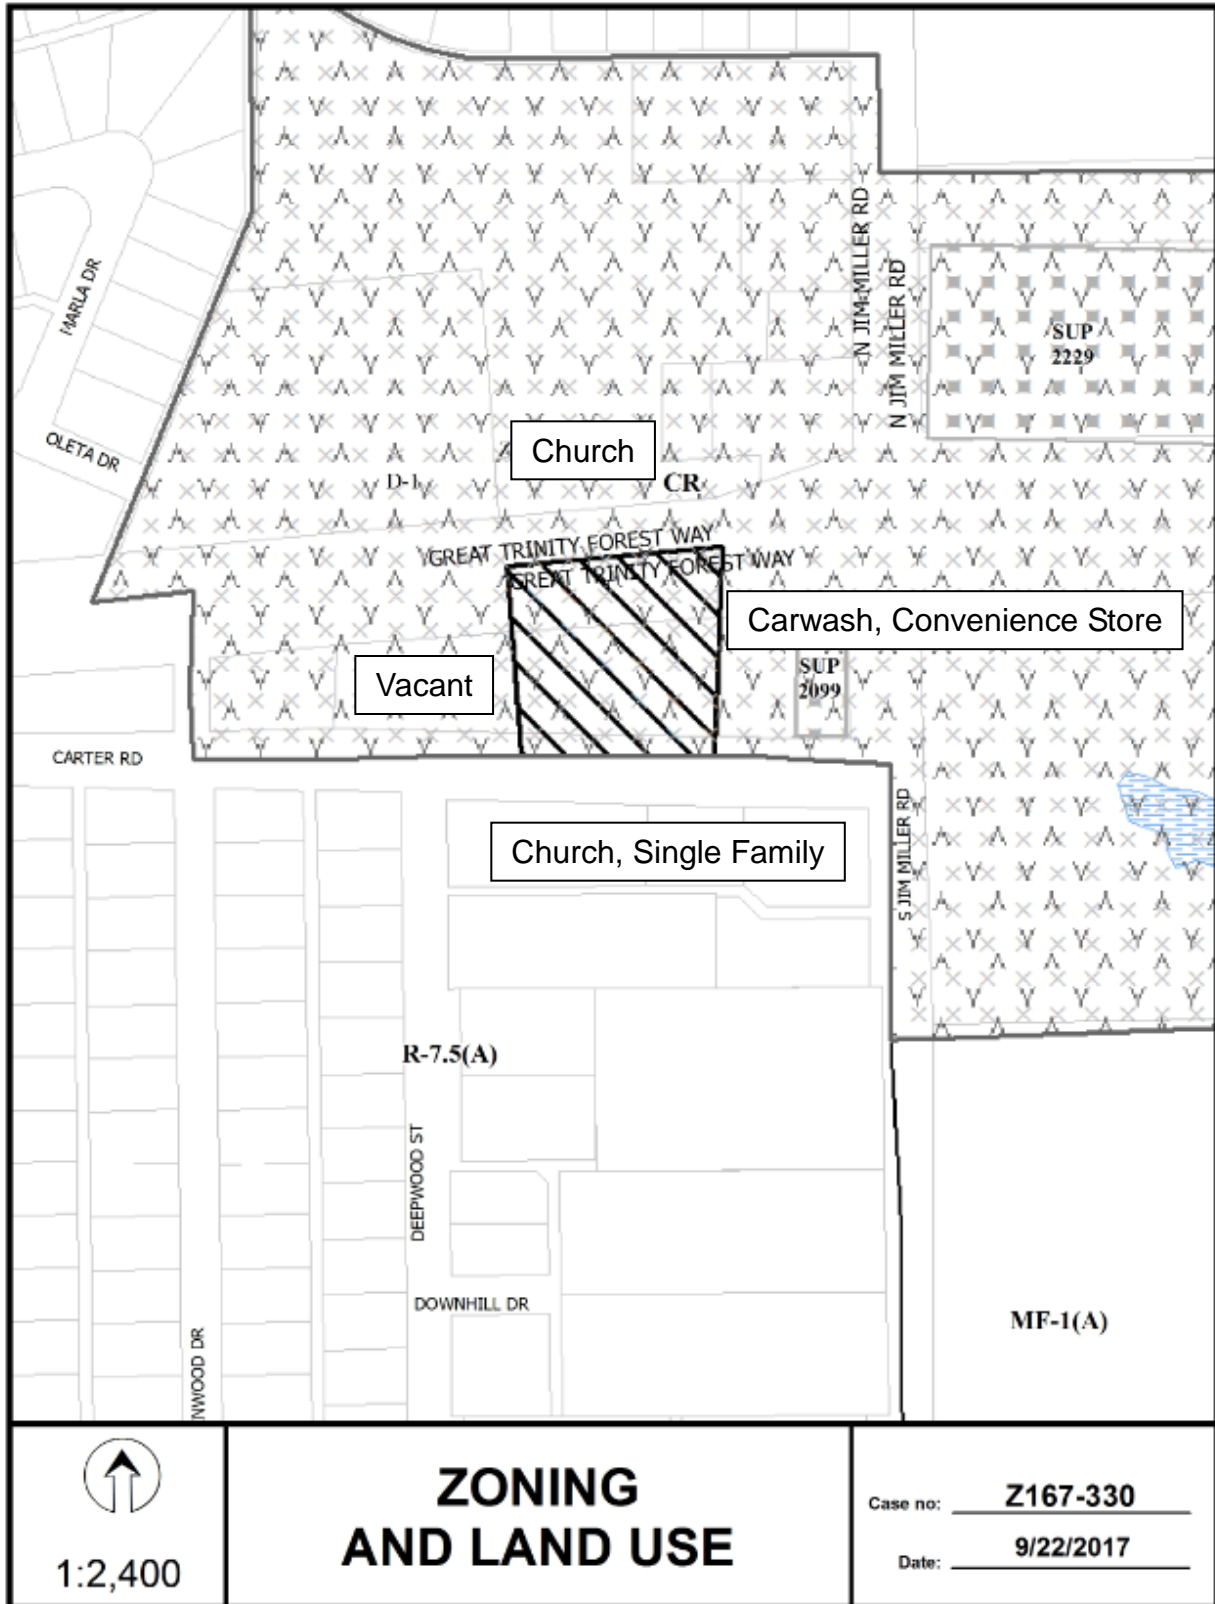 MARLA DR
OLETA DR
N JIM MILLER RD
N JIM MILLER RD
SUP
2229
Church
D-1
CR
GREAT TRINITY FOREST WAY
GREAT TRINITY FOREST WAY
Carwash, Convenience Store
Vacant
SUP
2099
CARTER RD
Church, Single Family
S JIM MILLER RD
R-7.5(A)
DEEPWOOD ST
DOWNHILL DR
MF-1(A)
NWOOD DR
1:2,400
ZONING
AND LAND USE
Case no: Z167-330
Date: 9/22/2017